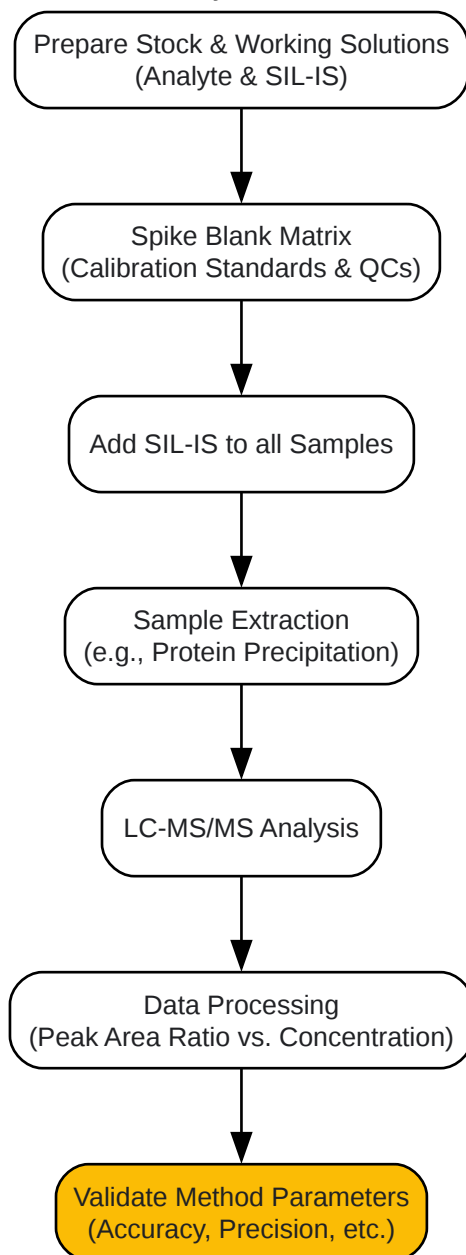 Prepare Stock & Working Solutions
(Analyte & SIL-IS)
Spike Blank Matrix
(Calibration Standards & QCs)
Add SIL-IS to all Samples
Sample Extraction
(e.g., Protein Precipitation)
LC-MS/MS Analysis
Data Processing
(Peak Area Ratio vs. Concentration)
Validate Method Parameters
(Accuracy, Precision, etc.)